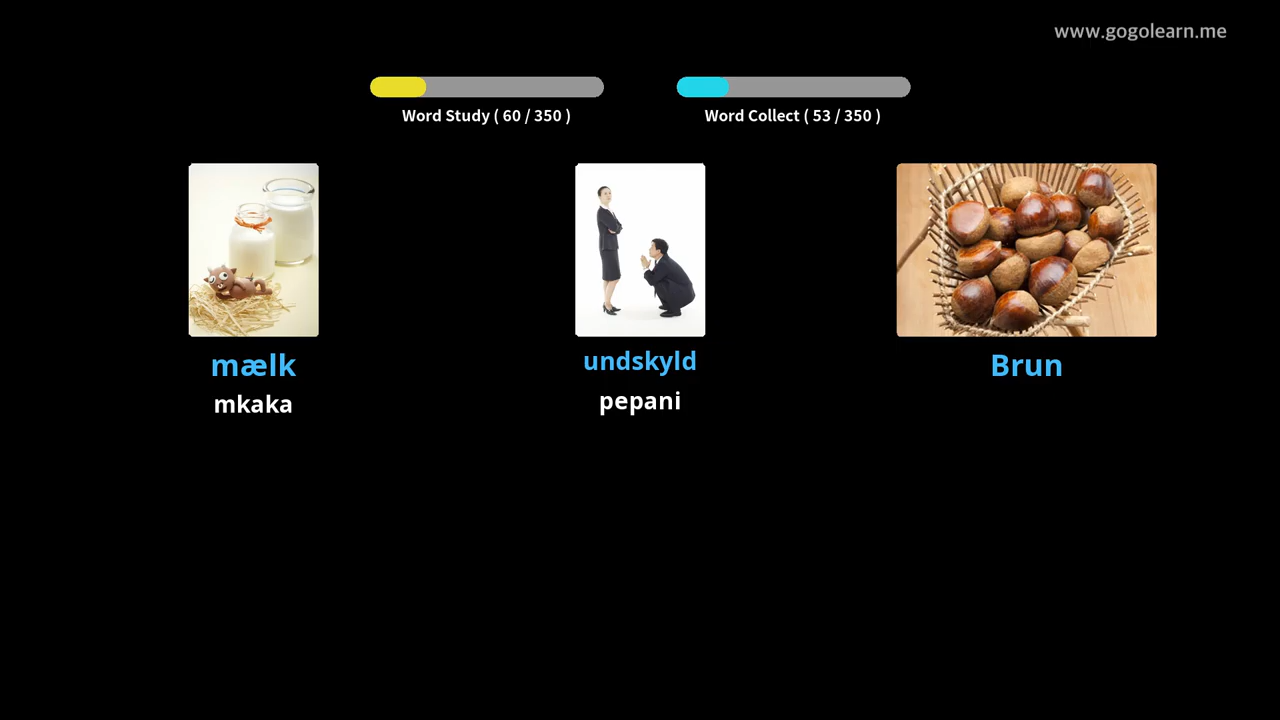 www.gogolearn.me
Word Study ( 60 / 350 )
Word Collect ( 53 / 350 )
mælk
mkaka
undskyld
pepani
Brun